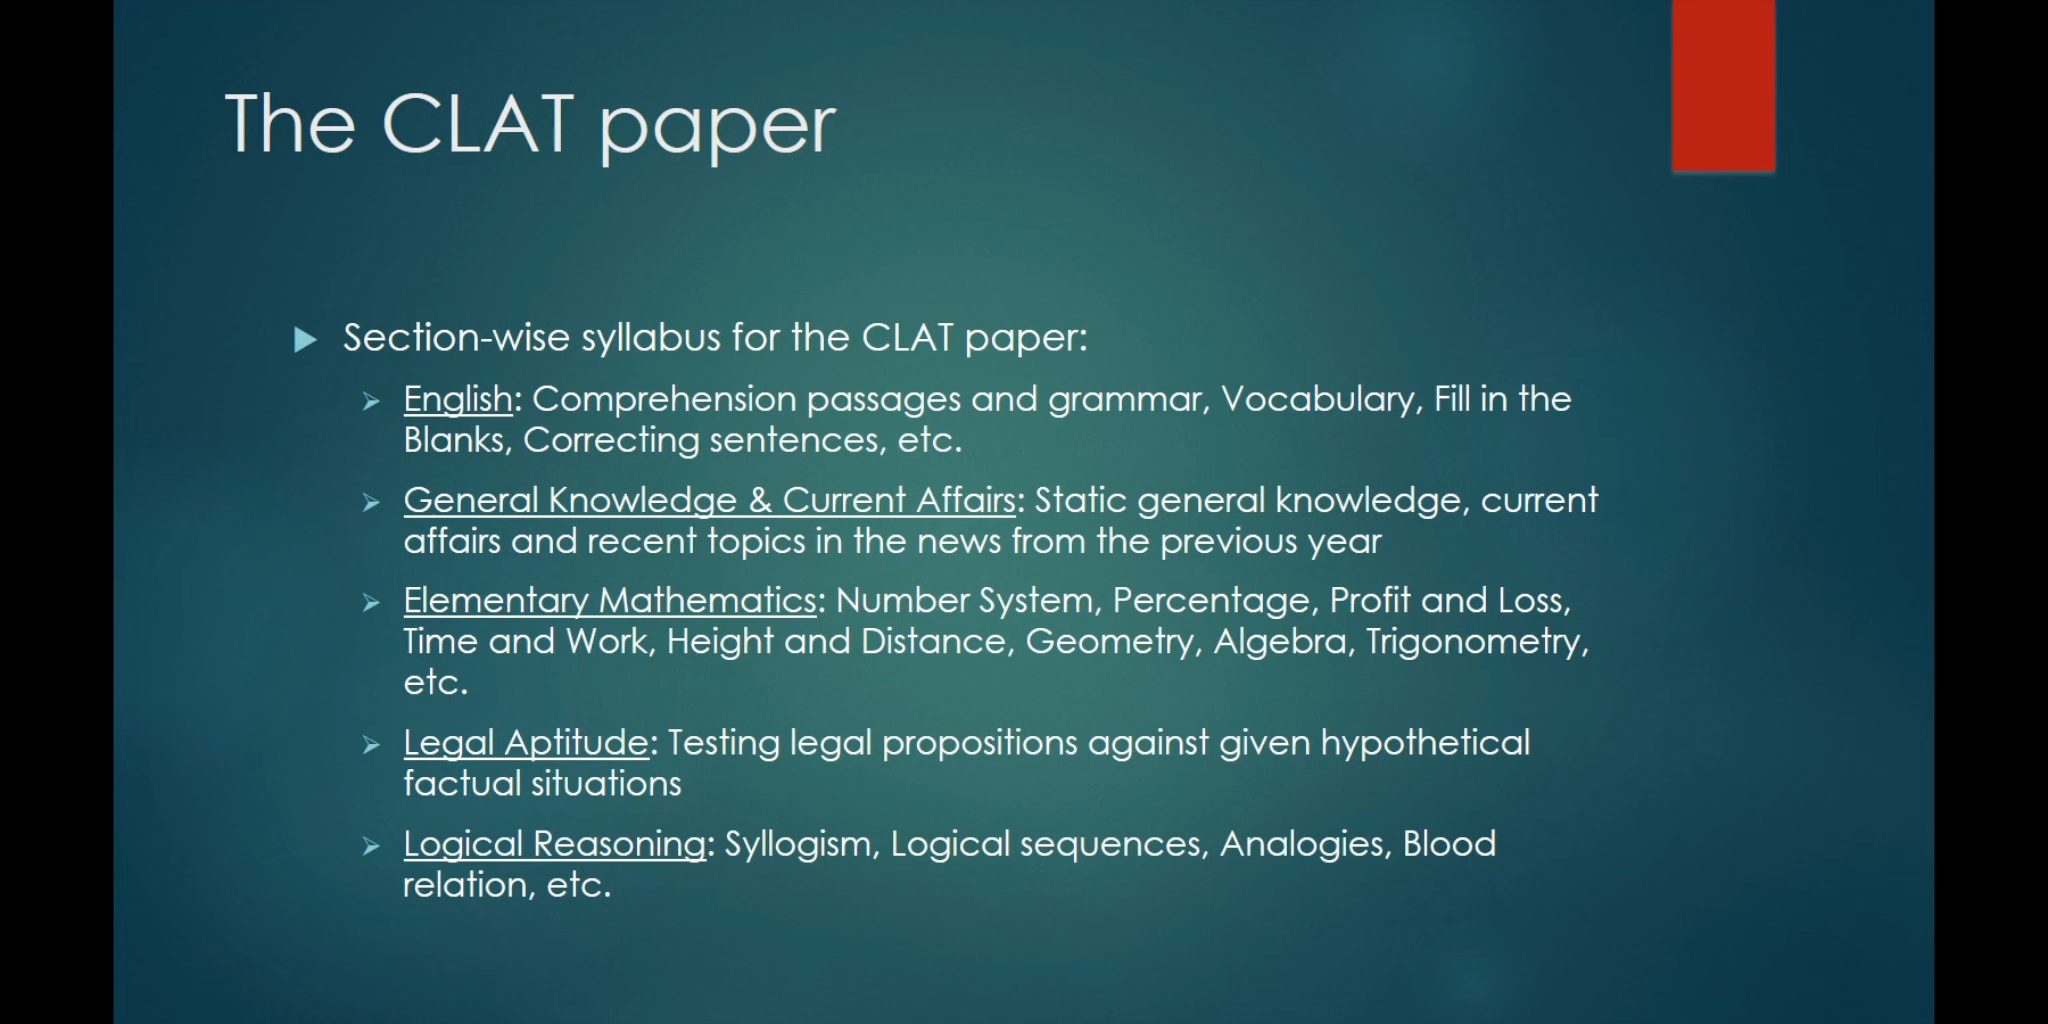 The CLAT paper
Section-wise syllabus for the CLAT paper:
English: Comprehension passages and grammar, Vocabulary, Fill in the
Blanks, Correcting sentences, etc.
General Knowledge & Current Affairs: Static general knowledge, current
affairs and recent topics in the news from the previous year
Elementary Mathematics: Number System, Percentage, Profit and Loss,
Time and Work, Height and Distance, Geometry, Algebra, Trigonometry,
etc.
Legal Aptitude: Testing legal propositions against given hypothetical
factual situations
Logical Reasoning: Syllogism, Logical sequences, Analogies, Blood
relation, etc.